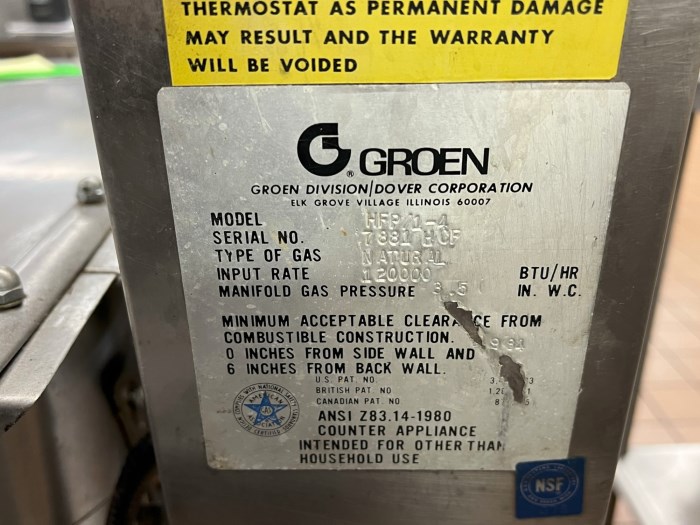 THERMOSTAT AS PERMANENT DAMAGE
MAY RESULT AND THE WARRANTY
WILL BE VOIDED
G® GROEN
GROEN DIVISION/DOVER CORPORATION
ELK GROVE VILLAGE ILLINOIS 60007
MODEL
SERIAL NO.
TYPE OF GAS NATURAL
INPUT RATE 120000 BTU/HR
MANIFOLD GAS PRESSURE 3.5 IN. W.C.
MINIMUM ACCEPTABLE CLEARANCE FROM
COMBUSTIBLE CONSTRUCTION.
0 INCHES FROM SIDE WALL AND
6 INCHES FROM BACK WALL.
U.S. PAT. NO.
BRITISH PAT. NO.
CANADIAN PAT. NO.
ANSI Z83.14-1980
COUNTER APPLIANCE
INTENDED FOR OTHER THAN
HOUSEHOLD USE
NSF